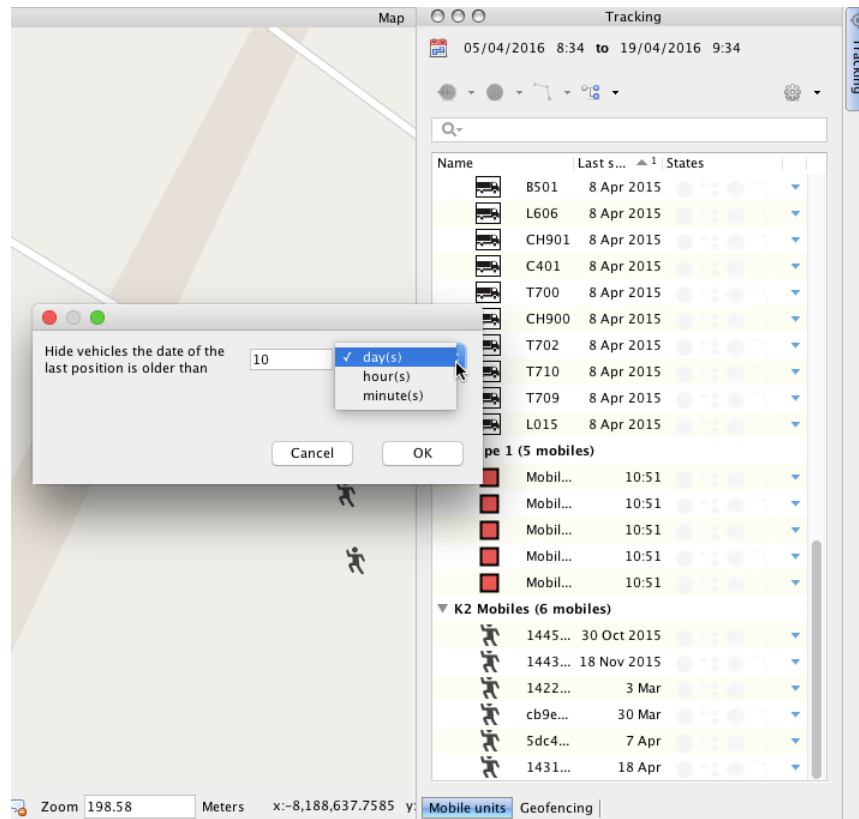 Map
Tracking
05/04/2016 8:34 to 19/04/2016 9:34
Name Last s... 1 States
B501 8 Apr 2015
L606 8 Apr 2015
CH901 8 Apr 2015
C401 8 Apr 2015
T700 8 Apr 2015
CH900 8 Apr 2015
T702 8 Apr 2015
T710 8 Apr 2015
T709 8 Apr 2015
L015 8 Apr 2015
pe 1 (5 mobiles)
Mobil... 10:51
Mobil... 10:51
Mobil... 10:51
Mobil... 10:51
Mobil... 10:51
K2 Mobiles (6 mobiles)
1445... 30 Oct 2015
1443... 18 Nov 2015
1422... 3 Mar
cb9e... 30 Mar
5dc4... 7 Apr
1431... 18 Apr
Mobile units Geofencing
Tracking
Hide vehicles the date of the
last position is older than
10
✓ day(s)
hour(s)
minute(s)
Cancel OK
Zoom 198.58 Meters x:-8,188,637.7585 y: